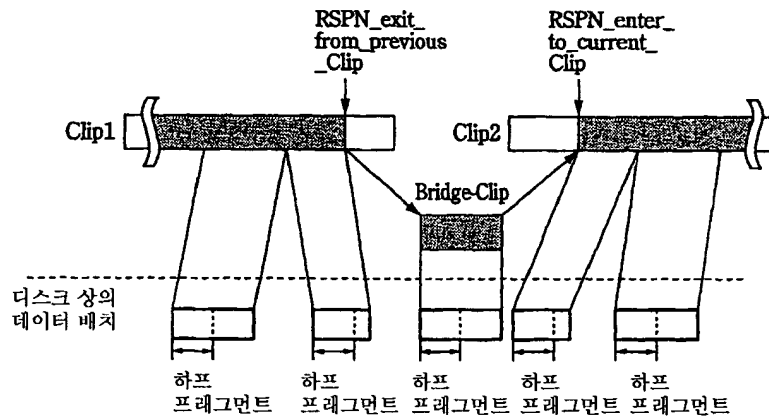 RSPN_exit_
from_previous
_Clip
RSPN_enter_
to_current_
Clip
Clip1
Clip2
Bridge-Clip
디스크 상의
데이터 배치
하프
프래그먼트
하프
프래그먼트
하프
프래그먼트
하프
프래그먼트
하프
프래그먼트